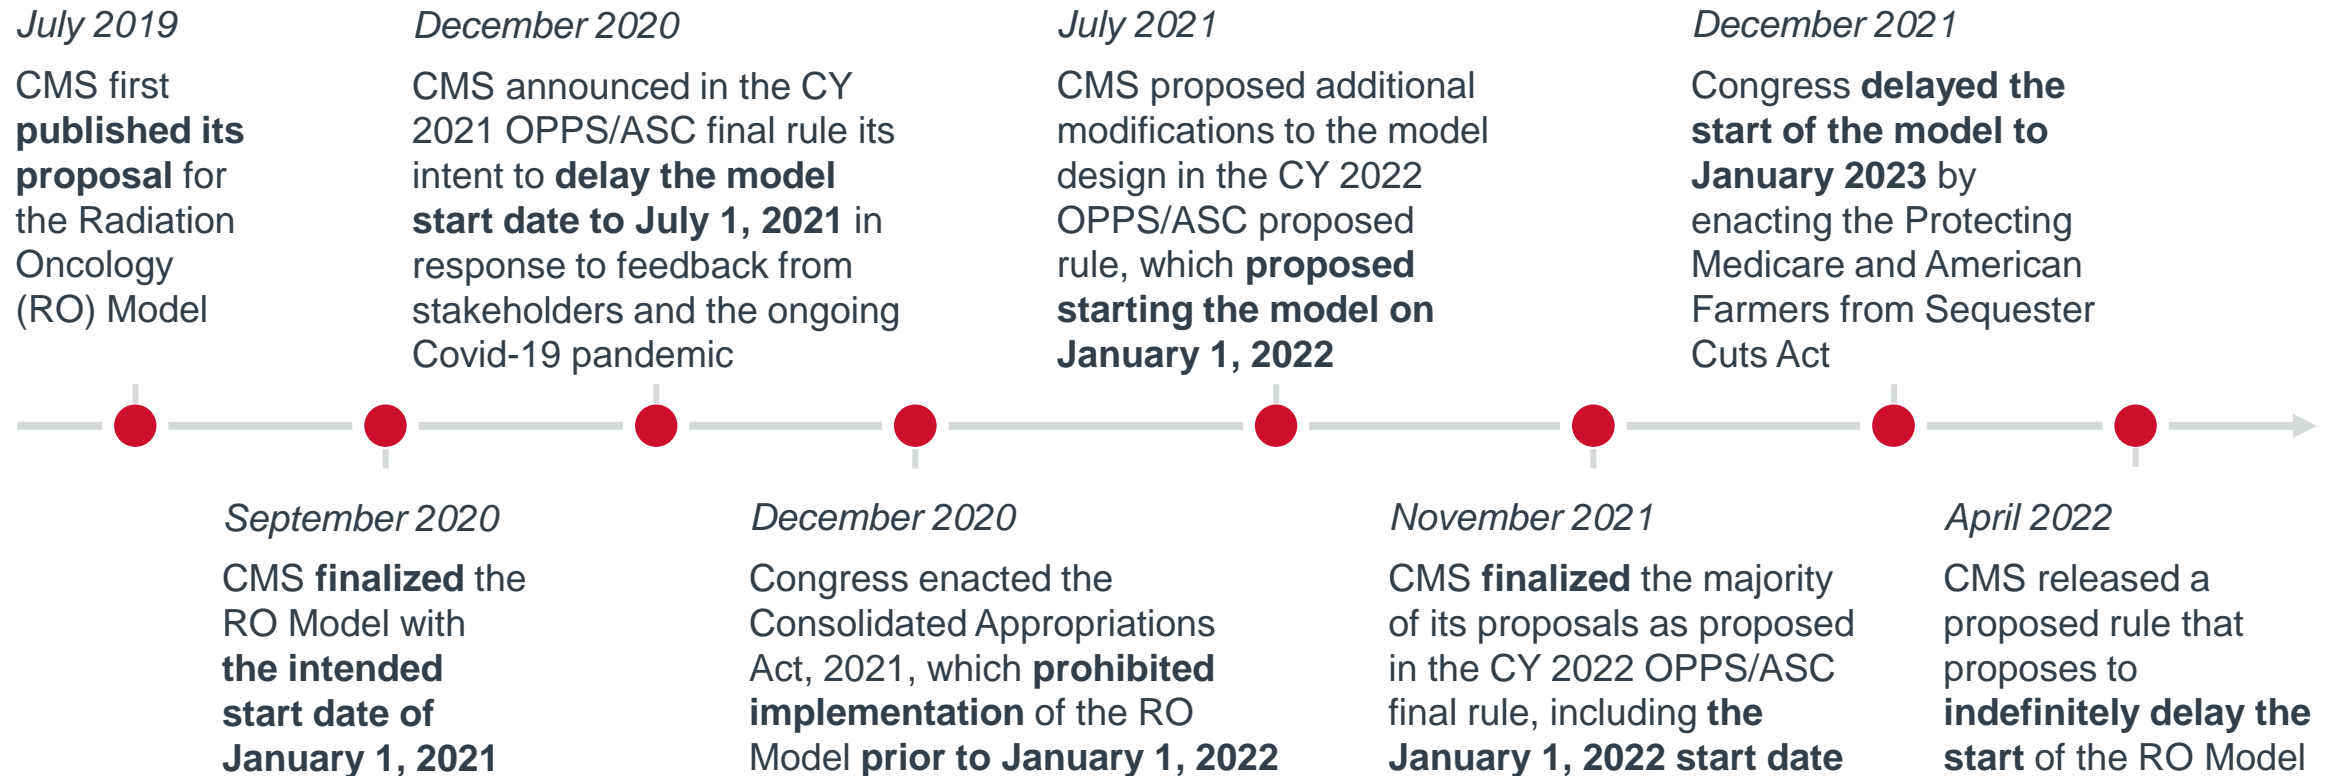 July 2019
CMS first
published its
proposal for
the Radiation
Oncology
(RO) Model
September 2020
CMS finalized the
RO Model with
the intended
start date of
January 1, 2021
December 2020
CMS announced in the CY
2021 OPPS/ASC final rule its
intent to delay the model
start date to July 1, 2021 in
response to feedback from
stakeholders and the ongoing
Covid-19 pandemic
December 2020
Congress enacted the
Consolidated Appropriations
Act, 2021, which prohibited
implementation of the RO
Model prior to January 1, 2022
July 2021
CMS proposed additional
modifications to the model
design in the CY 2022
OPPS/ASC proposed
rule, which proposed
starting the model on
January 1, 2022
November 2021
CMS finalized the majority
of its proposals as proposed
in the CY 2022 OPPS/ASC
final rule, including the
January 1, 2022 start date
December 2021
Congress delayed the
start of the model to
January 2023 by
enacting the Protecting
Medicare and American
Farmers from Sequester
Cuts Act
April 2022
CMS released a
proposed rule that
proposes to
indefinitely delay the
start of the RO Model